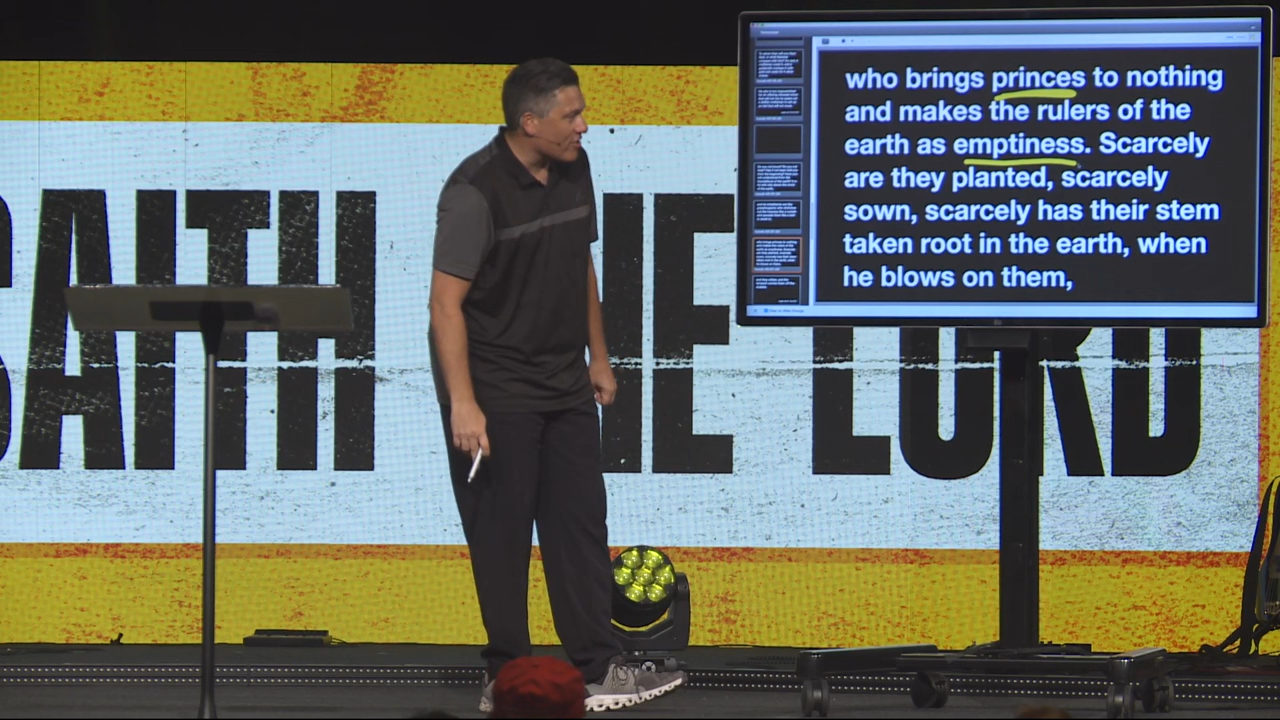 SAITH THE LORD
who brings princes to nothing
and makes the rulers of the
earth as emptiness. Scarcely
are they planted, scarcely
sown, scarcely has their stem
taken root in the earth, when
he blows on them,